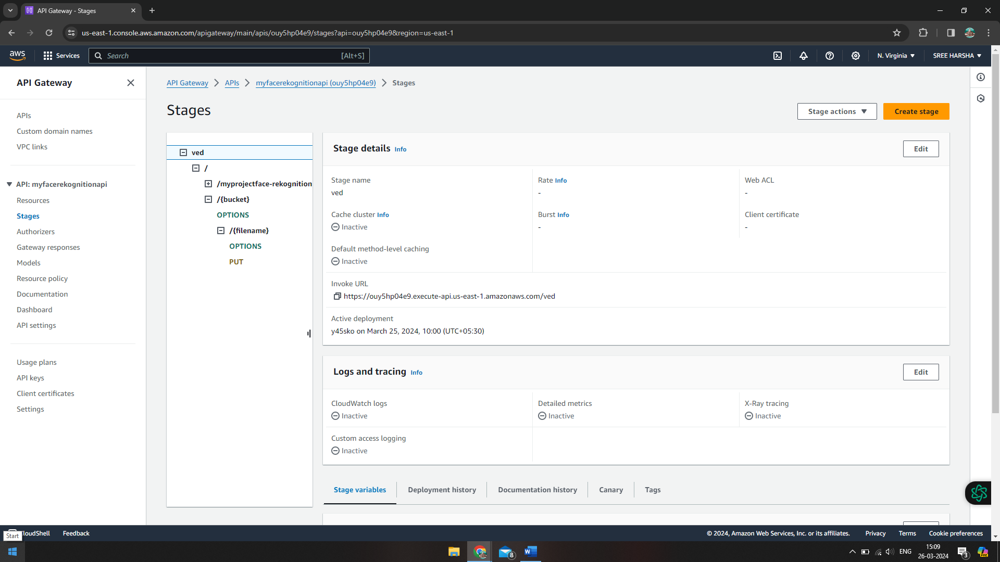 API Gateway - Stages
us-east-1.console.aws.amazon.com/apigateway/main/apis/ouy5hp04e9/stages?api=ouy5hp04e9&region=us-east-1
aws
Services
Search
[Alt+S]
N. Virginia
SREE HARSHA
API Gateway
APIs
Custom domain names
VPC links
API: myfacerekognitionapi
Resources
Stages
Authorizers
Gateway responses
Models
Resource policy
Documentation
Dashboard
API settings
Usage plans
API keys
Client certificates
Settings
API Gateway > APIs > myfacerekognitionapi (ouy5hp04e9) > Stages
Stages
Stage actions
Create stage
ved
/
/myprojectface-rekognition
/{bucket}
OPTIONS
/{filename}
OPTIONS
PUT
Stage details Info
Edit
Stage name
ved
Rate Info
-
Web ACL
-
Cache cluster Info
Inactive
Burst Info
-
Client certificate
-
Default method-level caching
Inactive
Invoke URL
https://ouy5hp04e9.execute-api.us-east-1.amazonaws.com/ved
Active deployment
y45sko on March 25, 2024, 10:00 (UTC+05:30)
Logs and tracing Info
Edit
CloudWatch logs
Inactive
Detailed metrics
Inactive
X-Ray tracing
Inactive
Custom access logging
Inactive
Stage variables
Deployment history
Documentation history
Canary
Tags
loudShell
Feedback
© 2024, Amazon Web Services, Inc. or its affiliates.
Privacy
Terms
Cookie preferences
Start
8
ENG
15:09
26-03-2024
3
PRE